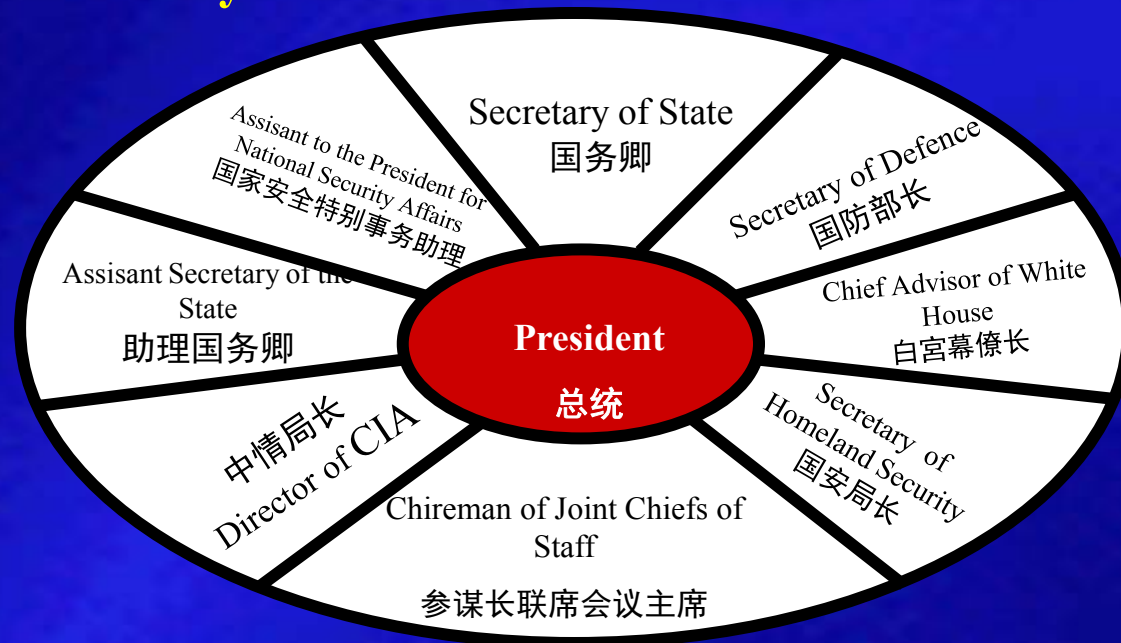 Secretary of State
国务卿
Secretary of Defence
国防部长
Chief Advisor of White
House
白宫幕僚长
Secretary of
Homeland Security
国安局长
Chireman of Joint Chiefs of
Staff
参谋长联席会议主席
中情局长
Director of CIA
Assisant Secretary of the
State
助理国务卿
Assisant to the President for
National Security Affairs
国家安全特别事务助理
President
总统